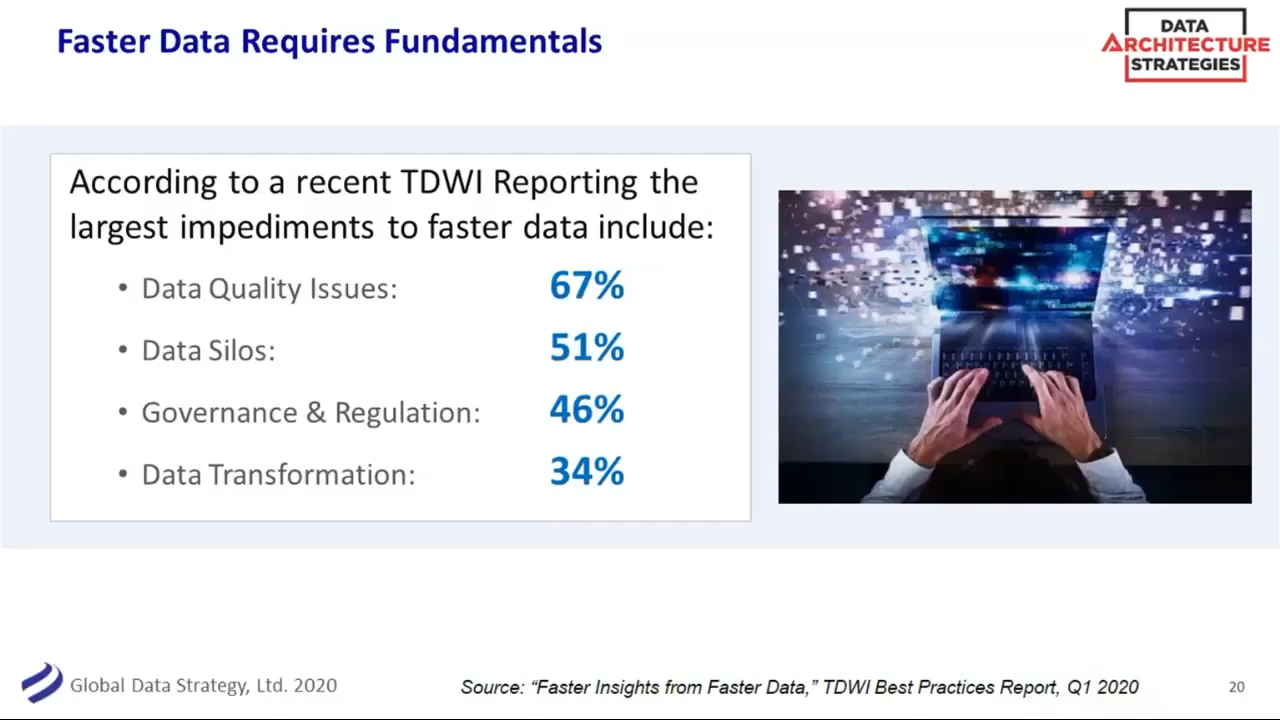 Faster Data Requires Fundamentals
DATA
ARCHITECTURE
STRATEGIES
According to a recent TDWI Reporting the
largest impediments to faster data include:
• Data Quality Issues: 67%
• Data Silos: 51%
• Governance & Regulation: 46%
• Data Transformation: 34%
Global Data Strategy, Ltd. 2020
Source: “Faster Insights from Faster Data,” TDWI Best Practices Report, Q1 2020
20